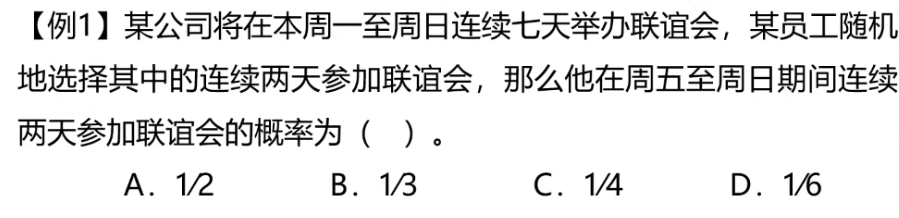 【例1】某公司将在本周一至周日连续七天举办联谊会，某员工随机
地选择其中的连续两天参加联谊会，那么他在周五至周日期间连续
两天参加联谊会的概率为（　）。
A．1/2　B．1/3　C．1/4　D．1/6